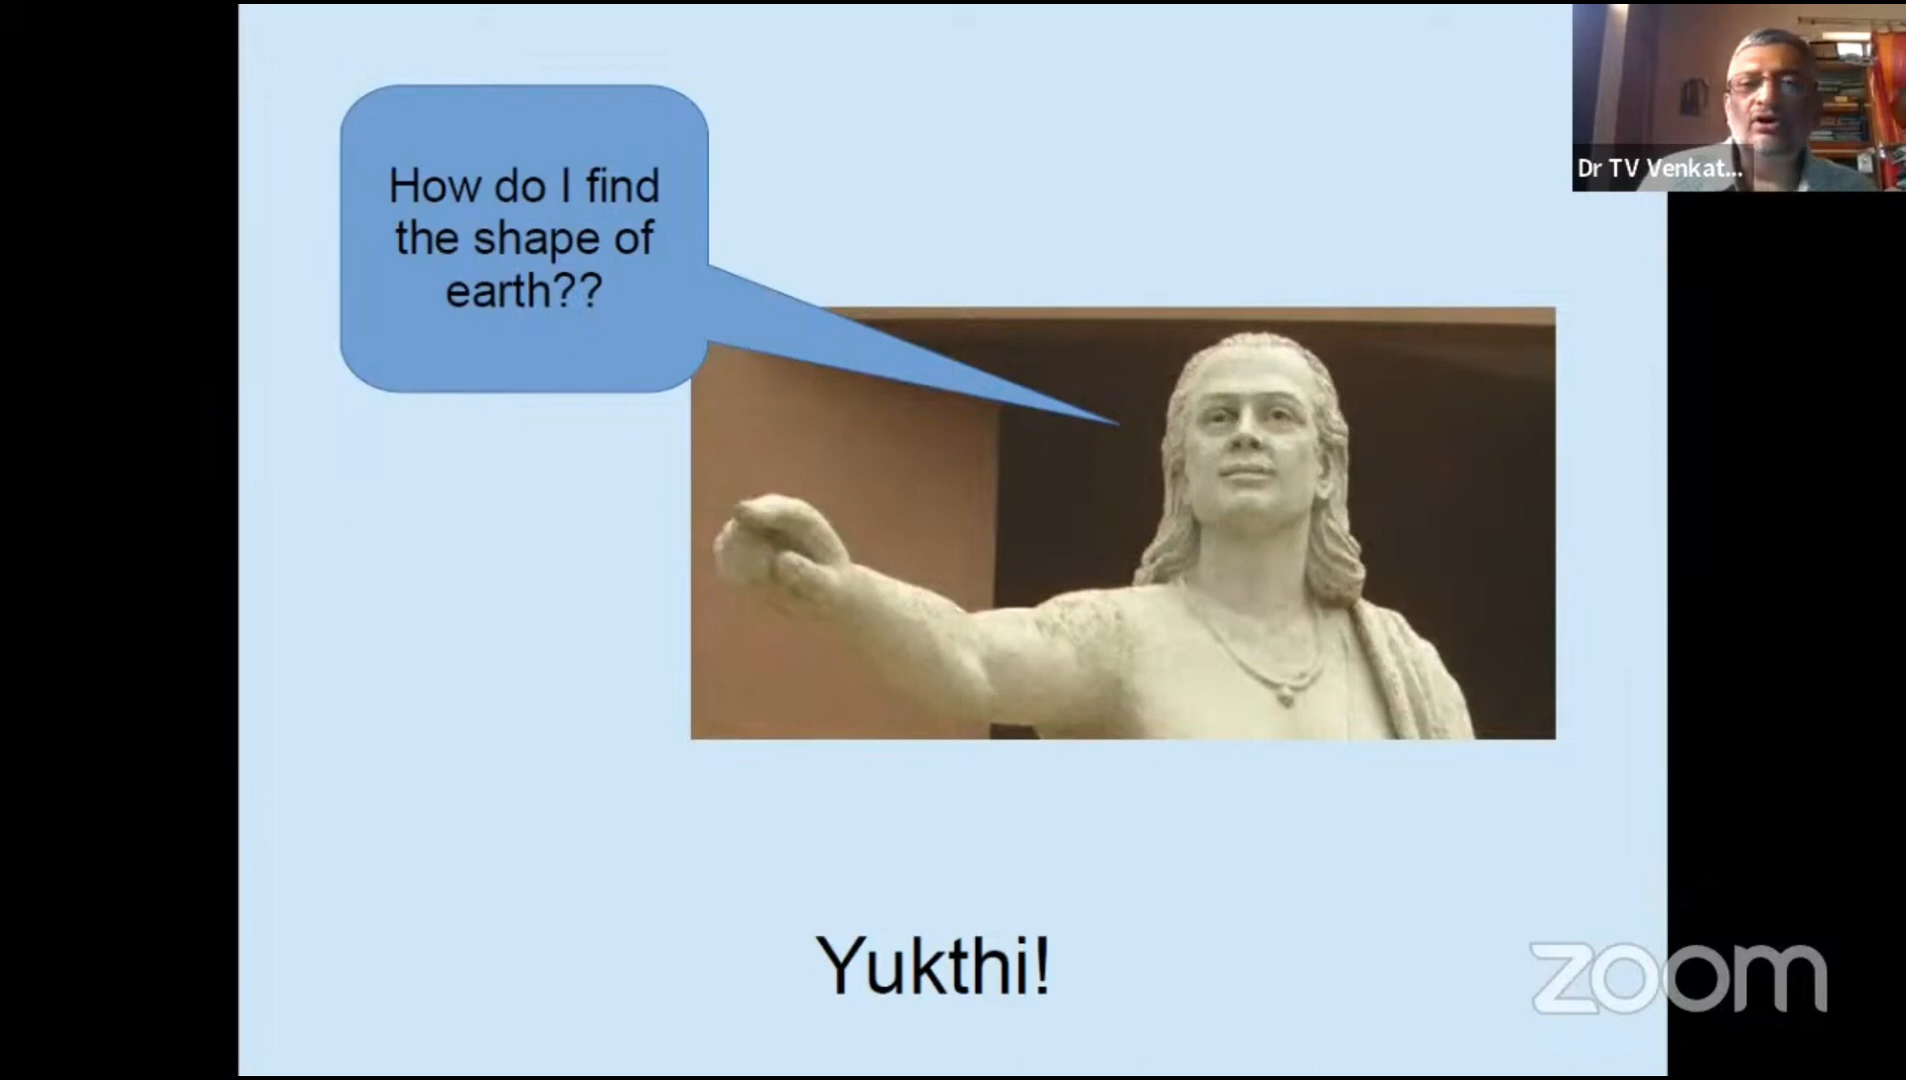 How do I find
the shape of
earth??
Dr TV Venkat...
Yukthi!
zoom